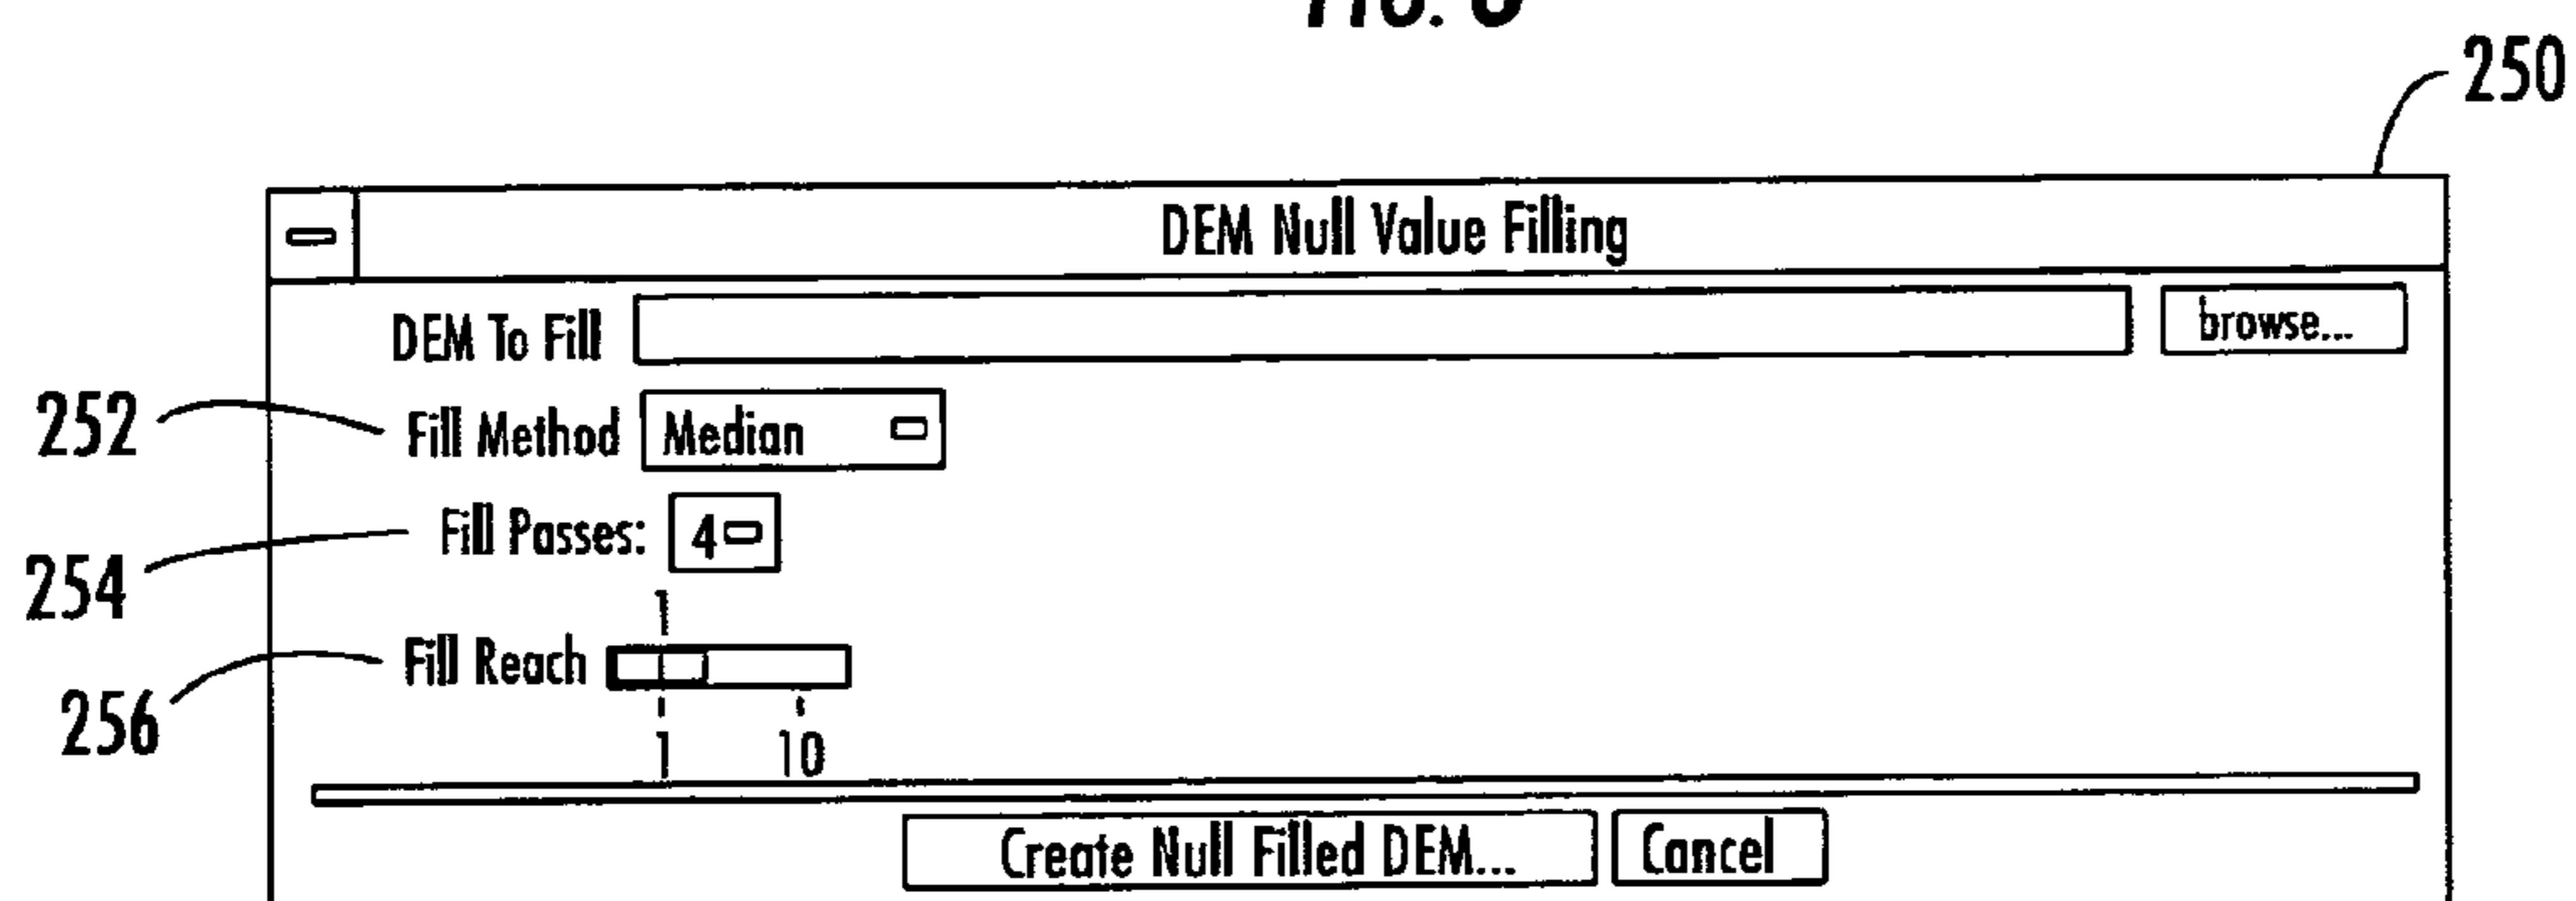 250
DEM Null Value Filling
DEM To Fill browse...
252 Fill Method Median
254 Fill Passes: 4
1
256 Fill Reach
1 10
Create Null Filled DEM... Cancel